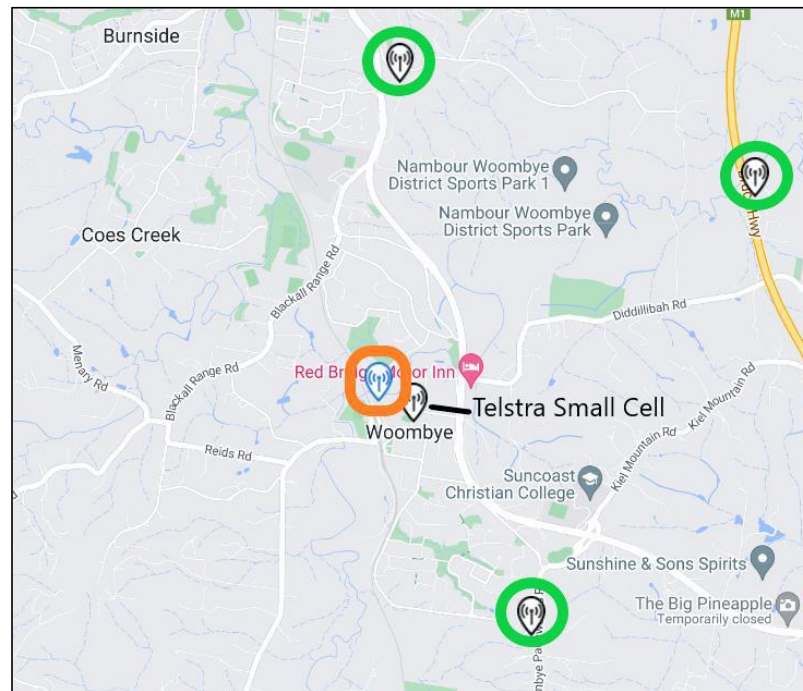 M1
Burnside
Nambour Woombye
District Sports Park 1
Nambour Woombye
District Sports Park
Hwy
Coes Creek
Blackall Range Rd
Diddillibah Rd
Menary Rd
Red Bridge Motor Inn
Blackall Range Rd
Telstra Small Cell
Kiel Mountain Rd
Woombye
Reids Rd
Kiel Mountain Rd
Suncoast
Christian College
Sunshine & Sons Spirits
The Big Pineapple
Temporarily closed